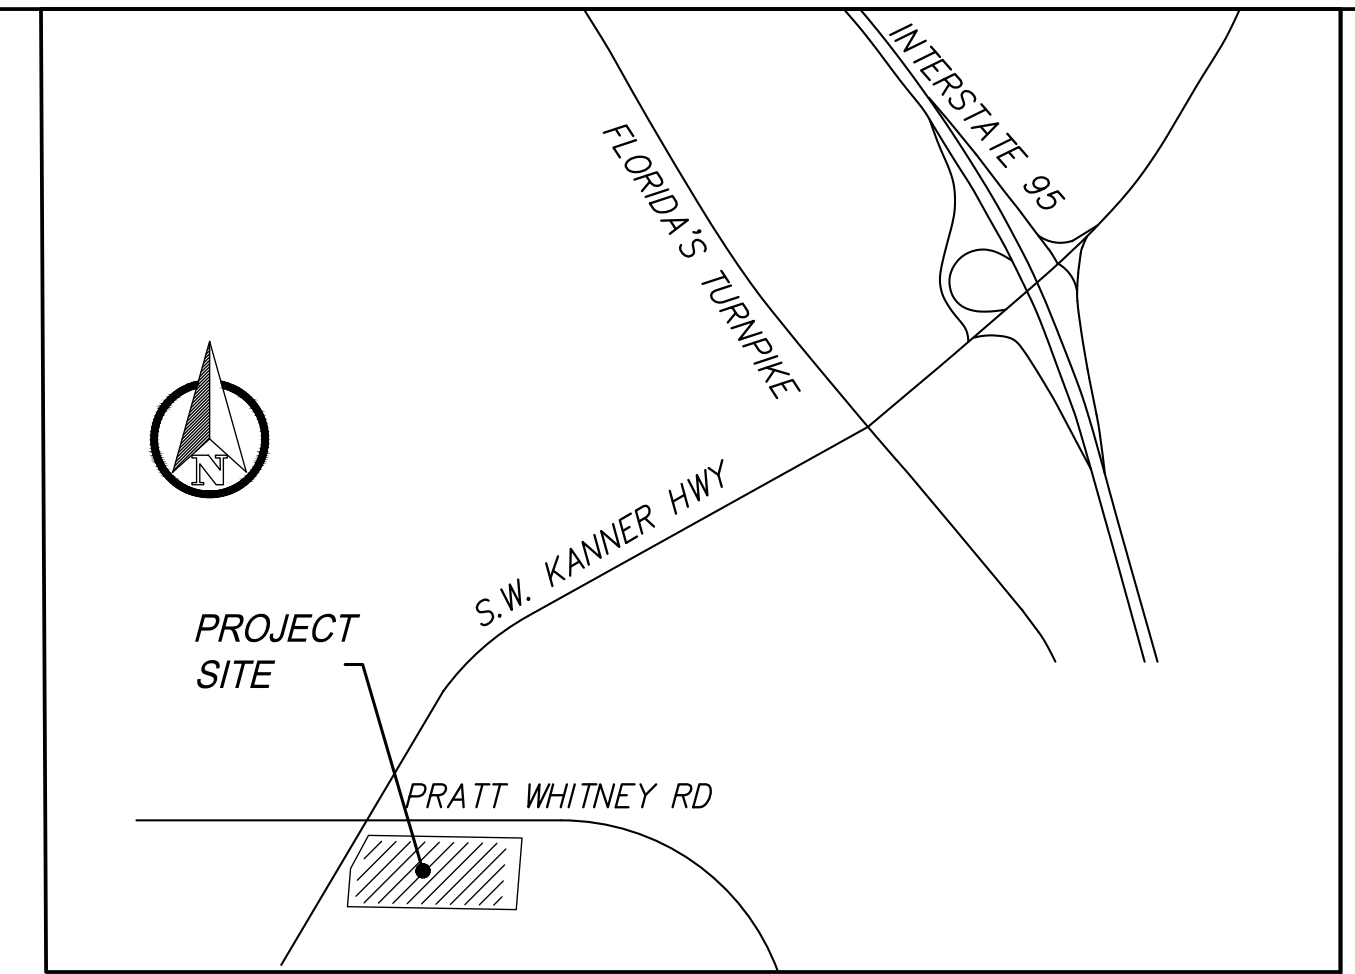 INTERSTATE 95
FLORIDA'S TURNPIKE
N
S.W. KANNER HWY
PROJECT
SITE
PRATT WHITNEY RD